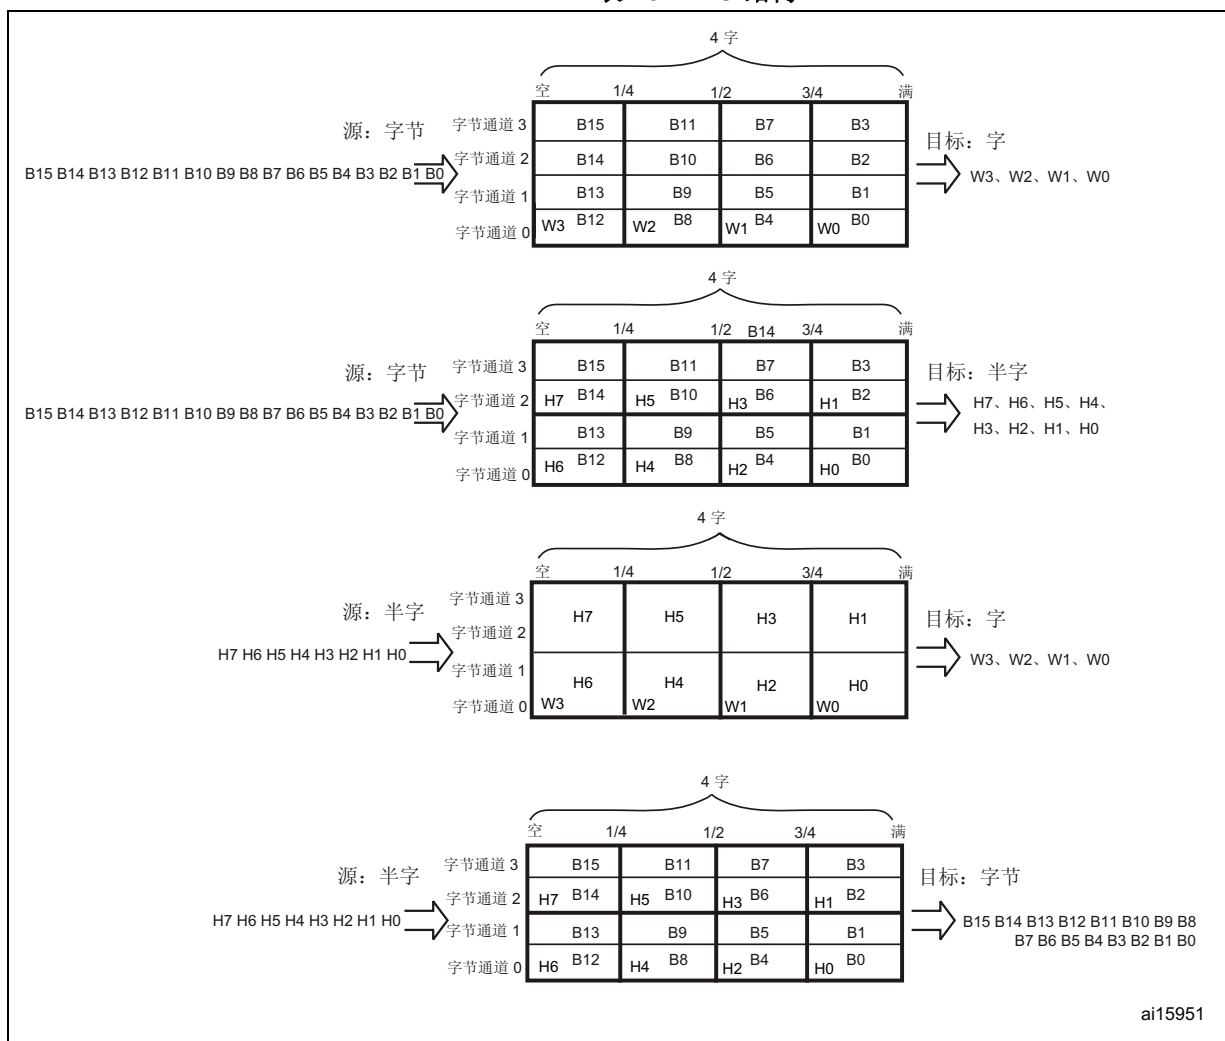 4 字
空 1/4 1/2 3/4 满
源：字节
B15 B14 B13 B12 B11 B10 B9 B8 B7 B6 B5 B4 B3 B2 B1 B0
字节通道 3 B15 B11 B7 B3
字节通道 2 B14 B10 B6 B2
字节通道 1 B13 B9 B5 B1
字节通道 0 W3 B12 W2 B8 W1 B4 W0 B0
目标：字
W3、W2、W1、W0
4 字
空 1/4 1/2 B14 3/4 满
源：字节
B15 B14 B13 B12 B11 B10 B9 B8 B7 B6 B5 B4 B3 B2 B1 B0
字节通道 3 B15 B11 B7 B3
字节通道 2 H7 B14 H5 B10 H3 B6 H1 B2
字节通道 1 B13 B9 B5 B1
字节通道 0 H6 B12 H4 B8 H2 B4 H0 B0
目标：半字
H7、H6、H5、H4、
H3、H2、H1、H0
4 字
空 1/4 1/2 3/4 满
源：半字
H7 H6 H5 H4 H3 H2 H1 H0
字节通道 3
H7 H5 H3 H1
字节通道 2
字节通道 1
H6 H4 H2 H0
字节通道 0 W3 W2 W1 W0
目标：字
W3、W2、W1、W0
4 字
空 1/4 1/2 3/4 满
源：半字
H7 H6 H5 H4 H3 H2 H1 H0
字节通道 3 B15 B11 B7 B3
字节通道 2 H7 B14 H5 B10 H3 B6 H1 B2
字节通道 1 B13 B9 B5 B1
字节通道 0 H6 B12 H4 B8 H2 B4 H0 B0
目标：字节
B15 B14 B13 B12 B11 B10 B9 B8
B7 B6 B5 B4 B3 B2 B1 B0
ai15951